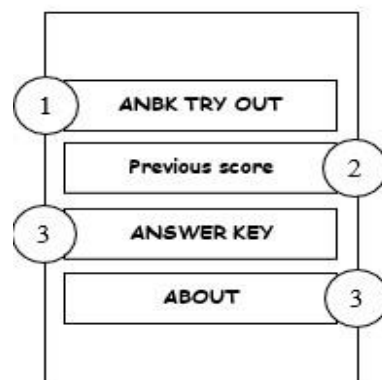 1 ANBK TRY OUT
Previous score 2
3 ANSWER KEY
ABOUT 3